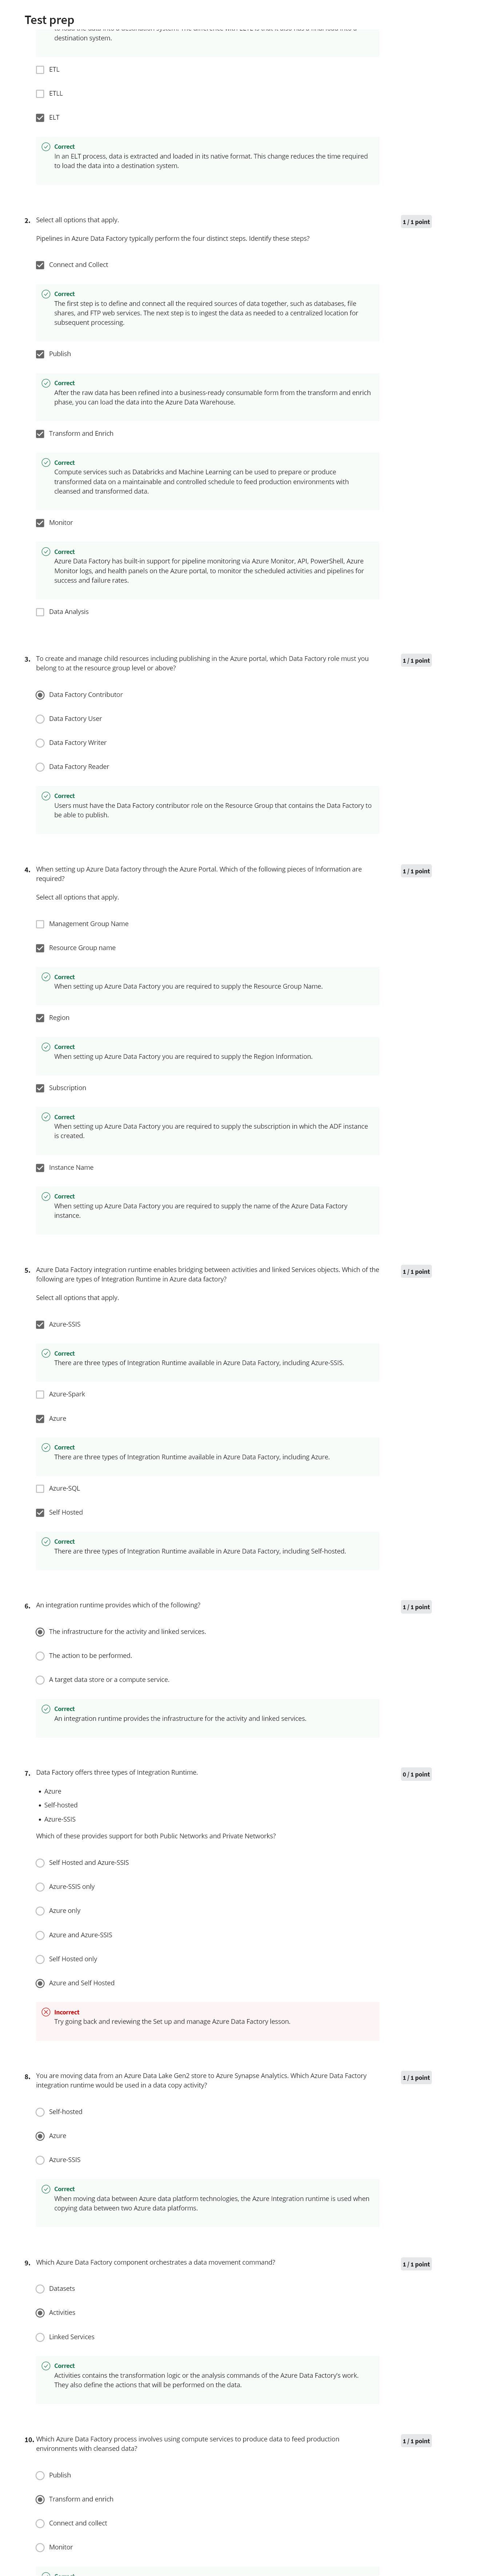 Test prep
destination system.
ETL
ETLL
ELT
Correct
In an ELT process, data is extracted and loaded in its native format. This change reduces the time required
to load the data into a destination system.
2. Select all options that apply.
1 / 1 point
Pipelines in Azure Data Factory typically perform the four distinct steps. Identify these steps?
Connect and Collect
Correct
The first step is to define and connect all the required sources of data together, such as databases, file
shares, and FTP web services. The next step is to ingest the data as needed to a centralized location for
subsequent processing.
Publish
Correct
After the raw data has been refined into a business-ready consumable form from the transform and enrich
phase, you can load the data into the Azure Data Warehouse.
Transform and Enrich
Correct
Compute services such as Databricks and Machine Learning can be used to prepare or produce
transformed data on a maintainable and controlled schedule to feed production environments with
cleansed and transformed data.
Monitor
Correct
Azure Data Factory has built-in support for pipeline monitoring via Azure Monitor, API, PowerShell, Azure
Monitor logs, and health panels on the Azure portal, to monitor the scheduled activities and pipelines for
success and failure rates.
Data Analysis
3. To create and manage child resources including publishing in the Azure portal, which Data Factory role must you
belong to at the resource group level or above?
1 / 1 point
Data Factory Contributor
Data Factory User
Data Factory Writer
Data Factory Reader
Correct
Users must have the Data Factory contributor role on the Resource Group that contains the Data Factory to
be able to publish.
4. When setting up Azure Data factory through the Azure Portal. Which of the following pieces of Information are
required?
1 / 1 point
Select all options that apply.
Management Group Name
Resource Group name
Correct
When setting up Azure Data Factory you are required to supply the Resource Group Name.
Region
Correct
When setting up Azure Data Factory you are required to supply the Region Information.
Subscription
Correct
When setting up Azure Data Factory you are required to supply the subscription in which the ADF instance
is created.
Instance Name
Correct
When setting up Azure Data Factory you are required to supply the name of the Azure Data Factory
instance.
5. Azure Data Factory integration runtime enables bridging between activities and linked Services objects. Which of the
following are types of Integration Runtime in Azure data factory?
1 / 1 point
Select all options that apply.
Azure-SSIS
Correct
There are three types of Integration Runtime available in Azure Data Factory, including Azure-SSIS.
Azure-Spark
Azure
Correct
There are three types of Integration Runtime available in Azure Data Factory, including Azure.
Azure-SQL
Self Hosted
Correct
There are three types of Integration Runtime available in Azure Data Factory, including Self-hosted.
6. An integration runtime provides which of the following?
1 / 1 point
The infrastructure for the activity and linked services.
The action to be performed.
A target data store or a compute service.
Correct
An integration runtime provides the infrastructure for the activity and linked services.
7. Data Factory offers three types of Integration Runtime.
0 / 1 point
• Azure
• Self-hosted
• Azure-SSIS
Which of these provides support for both Public Networks and Private Networks?
Self Hosted and Azure-SSIS
Azure-SSIS only
Azure only
Azure and Azure-SSIS
Self Hosted only
Azure and Self Hosted
Incorrect
Try going back and reviewing the Set up and manage Azure Data Factory lesson.
8. You are moving data from an Azure Data Lake Gen2 store to Azure Synapse Analytics. Which Azure Data Factory
integration runtime would be used in a data copy activity?
1 / 1 point
Self-hosted
Azure
Azure-SSIS
Correct
When moving data between Azure data platform technologies, the Azure Integration runtime is used when
copying data between two Azure data platforms.
9. Which Azure Data Factory component orchestrates a data movement command?
1 / 1 point
Datasets
Activities
Linked Services
Correct
Activities contains the transformation logic or the analysis commands of the Azure Data Factory's work.
They also define the actions that will be performed on the data.
10. Which Azure Data Factory process involves using compute services to produce data to feed production
environments with cleansed data?
1 / 1 point
Publish
Transform and enrich
Connect and collect
Monitor